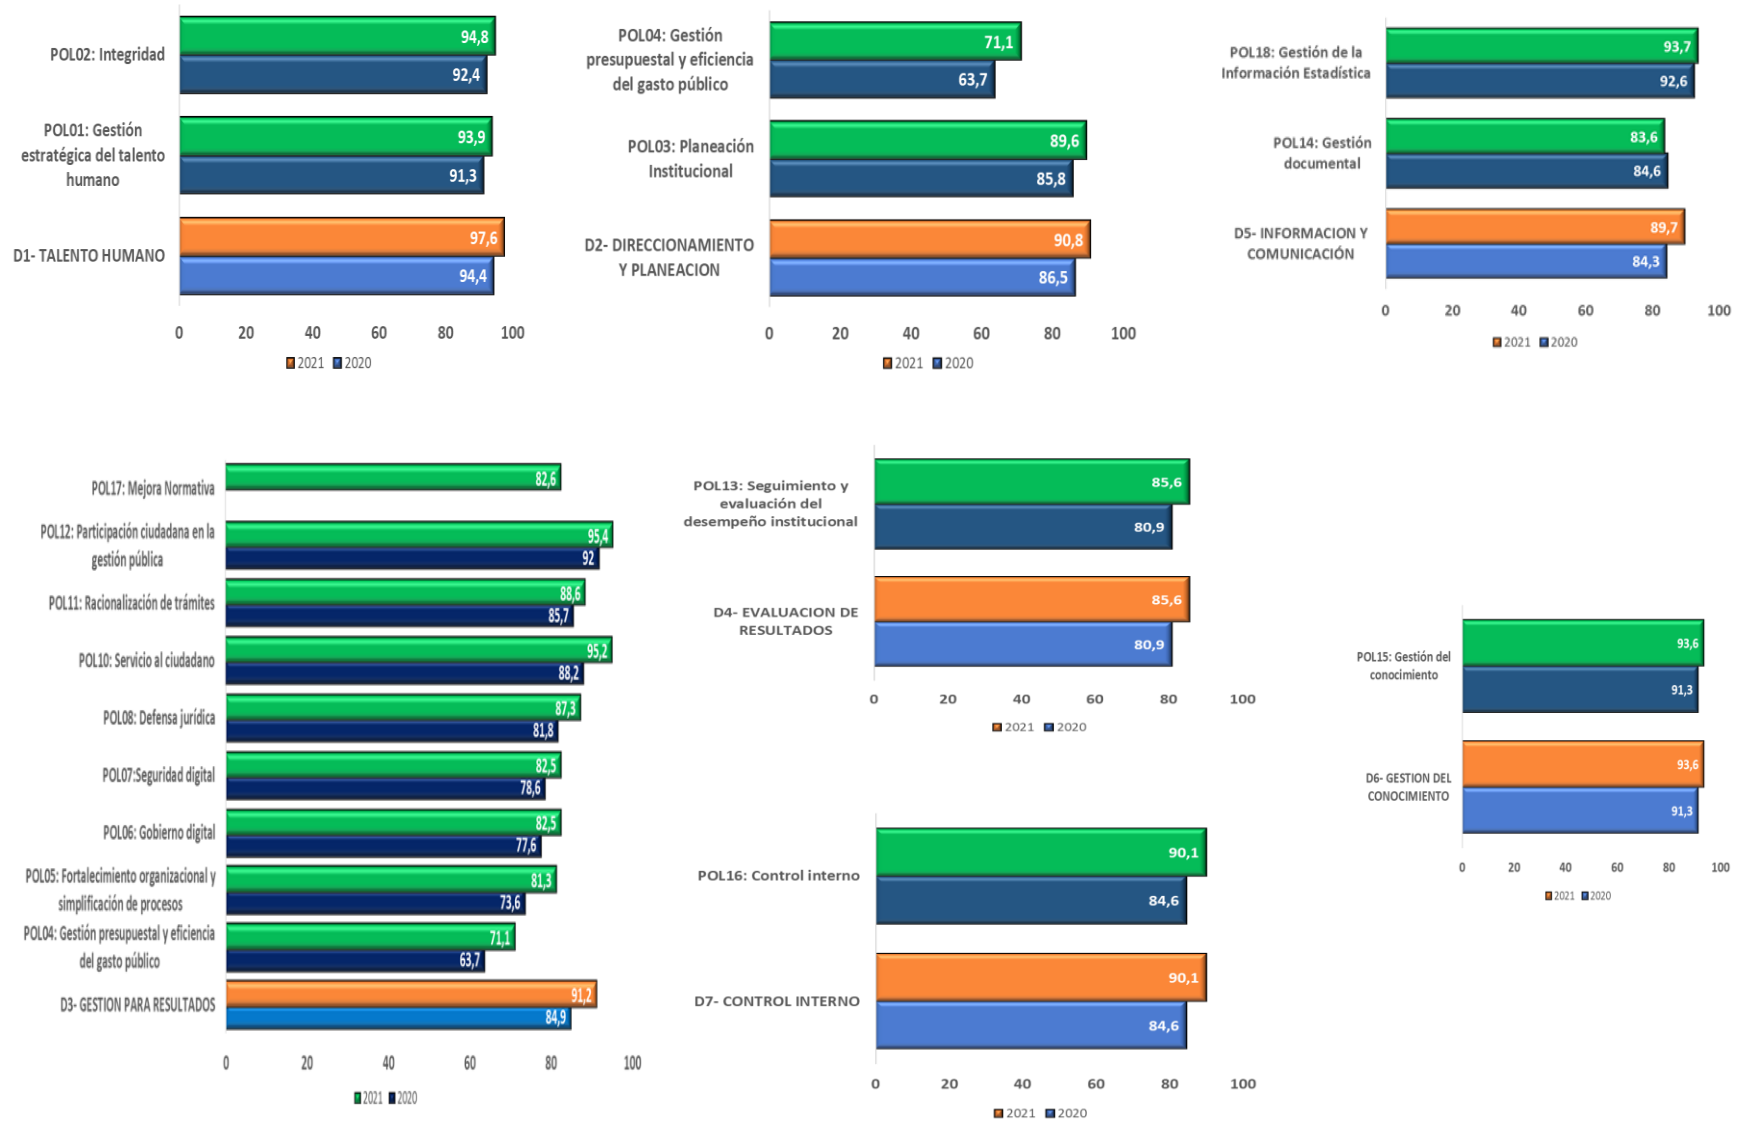 POL02: Integridad
94,8
92,4
POL01: Gestión
estratégica del talento
humano
93,9
91,3
D1- TALENTO HUMANO
97,6
94,4
0 20 40 60 80 100
2021 2020
POL04: Gestión
presupuestal y eficiencia
del gasto público
71,1
63,7
POL03: Planeación
Institucional
89,6
85,8
D2- DIRECCIONAMIENTO
Y PLANEACION
90,8
86,5
0 20 40 60 80 100
2021 2020
POL18: Gestión de la
Información Estadística
93,7
92,6
POL14: Gestión
documental
83,6
84,6
D5- INFORMACION Y
COMUNICACIÓN
89,7
84,3
0 20 40 60 80 100
2021 2020
POL17: Mejora Normativa
82,6
POL12: Participación ciudadana en la
gestión pública
95,4
92
POL11: Racionalización de trámites
88,6
85,7
POL10: Servicio al ciudadano
95,2
88,2
POL08: Defensa jurídica
87,3
81,8
POL07:Seguridad digital
82,5
78,6
POL06: Gobierno digital
82,5
77,6
POL05: Fortalecimiento organizacional y
simplificación de procesos
81,3
73,6
POL04: Gestión presupuestal y eficiencia
del gasto público
71,1
63,7
D3- GESTION PARA RESULTADOS
91,2
84,9
0 20 40 60 80 100
2021 2020
POL13: Seguimiento y
evaluación del
desempeño institucional
85,6
80,9
D4- EVALUACION DE
RESULTADOS
85,6
80,9
0 20 40 60 80 100
2021 2020
POL16: Control interno
90,1
84,6
D7- CONTROL INTERNO
90,1
84,6
0 20 40 60 80 100
2021 2020
POL15: Gestión del
conocimiento
93,6
91,3
D6- GESTION DEL
CONOCIMIENTO
93,6
91,3
0 20 40 60 80 100
2021 2020